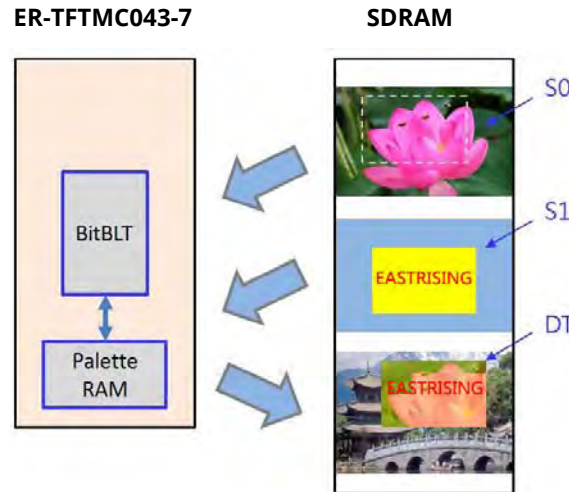 ER-TFTMC043-7
SDRAM
S0
BitBLT
S1
EASTRISING
DT
Palette
RAM
EASTRISING